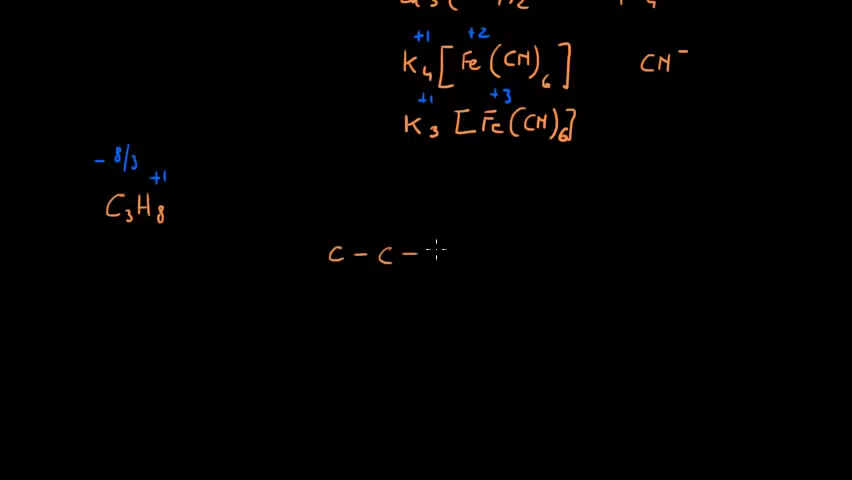 +1 +2
K4[Fe(CN)6] CN-
+1 +3
K3[Fe(CN)6]
- 8/3
+1
C3H8
C - C -